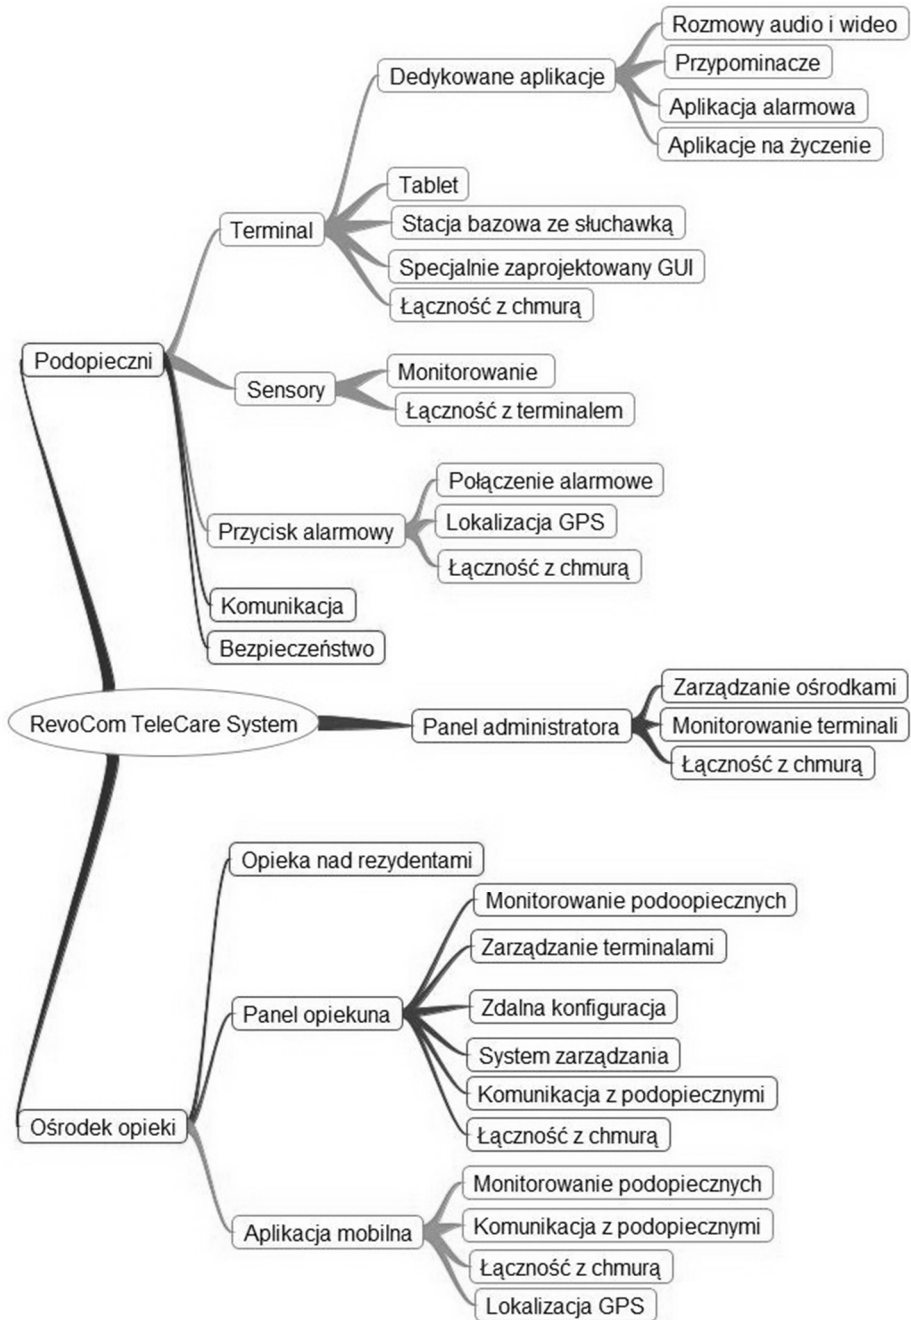 Rozmowy audio i wideo
Dedykowane aplikacje
Przypominacze
Aplikacja alarmowa
Aplikacje na życzenie
Tablet
Terminal
Stacja bazowa ze słuchawką
Specjalnie zaprojektowany GUI
Łączność z chmurą
Podopieczni
Sensory
Monitorowanie
Łączność z terminalem
Przycisk alarmowy
Połączenie alarmowe
Lokalizacja GPS
Łączność z chmurą
Komunikacja
Bezpieczeństwo
RevoCom TeleCare System
Panel administratora
Zarządzanie ośrodkami
Monitorowanie terminali
Łączność z chmurą
Opieka nad rezydentami
Monitorowanie podoopiecznych
Zarządzanie terminalami
Panel opiekuna
Zdalna konfiguracja
System zarządzania
Komunikacja z podopiecznymi
Łączność z chmurą
Ośrodek opieki
Monitorowanie podopiecznych
Aplikacja mobilna
Komunikacja z podopiecznymi
Łączność z chmurą
Lokalizacja GPS